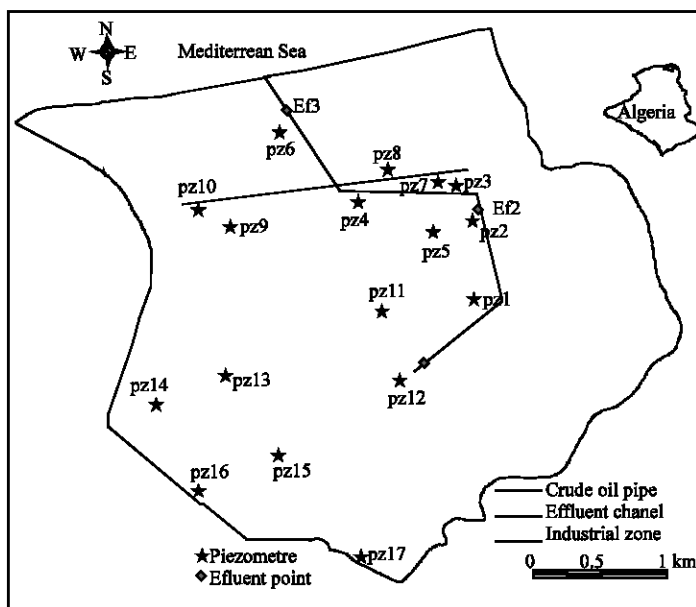 N
W E
S
Mediterrean Sea
Algeria
Ef3
pz6
pz8
pz7
pz3
pz10
pz4
Ef2
pz9
pz2
pz5
pz11
pz1
pz13
pz14
pz12
pz15
pz16
pz17
Crude oil pipe
Effluent chanel
Industrial zone
Piezometre
Efluent point
0 0,5 1 km